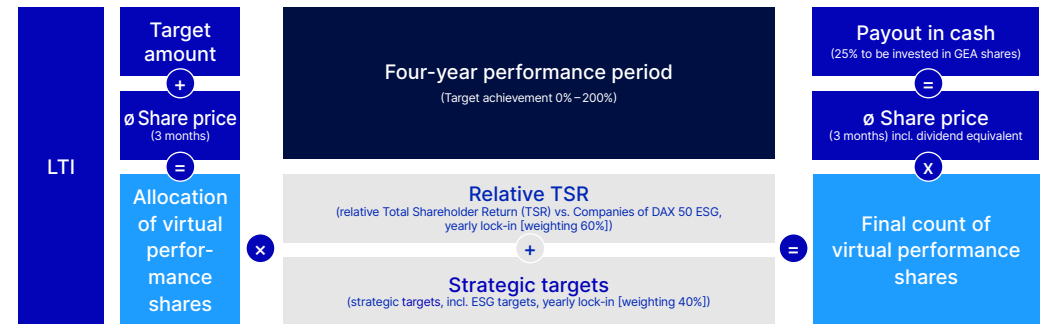 LTI
Target
amount
+
ø Share price
(3 months)
=
Allocation
of virtual
perfor-
mance
shares
x
Four-year performance period
(Target achievement 0% – 200%)
Relative TSR
(relative Total Shareholder Return (TSR) vs. Companies of DAX 50 ESG,
yearly lock-in [weighting 60%])
+
Strategic targets
(strategic targets, incl. ESG targets, yearly lock-in [weighting 40%])
=
Payout in cash
(25% to be invested in GEA shares)
=
ø Share price
(3 months) incl. dividend equivalent
X
Final count of
virtual performance
shares